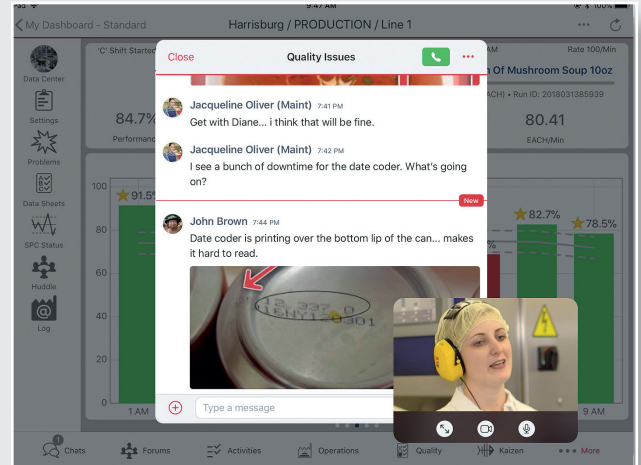 iPad
9:47 AM
100%
My Dashboard – Standard
Harrisburg / PRODUCTION / Line 1
Data Center
Settings
Problems
Data Sheets
SPC Status
Huddle
Log
'C' Shift Started
AM
Rate 100/Min
n Of Mushroom Soup 10oz
ACH) • Run ID: 2018031385939
84.7%
Performanc
80.41
EACH/Min
Close
Quality Issues
Jacqueline Oliver (Maint) 7:41 PM
Get with Diane... i think that will be fine.
Jacqueline Oliver (Maint) 7:42 PM
I see a bunch of downtime for the date coder. What's going
on?
New
John Brown 7:44 PM
Date coder is printing over the bottom lip of the can... makes
it hard to read.
Type a message
100
80
60
40
20
0
91.5%
82.7%
78.5%
%
1 AM
9 AM
1
Chats
Forums
Activities
Operations
Quality
Kaizen
More